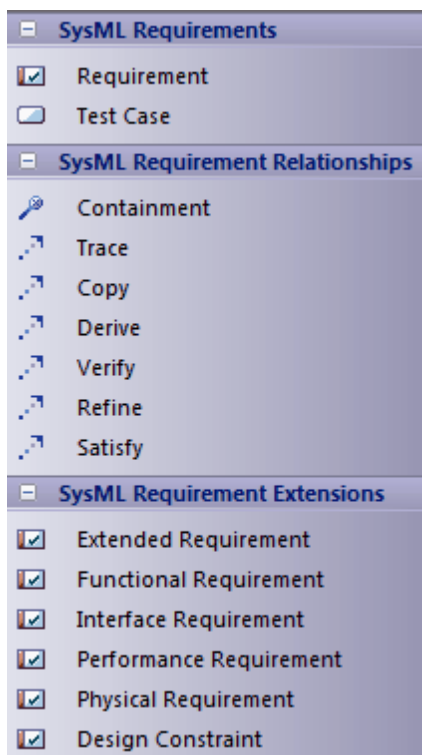 SysML Requirements
Requirement
Test Case
SysML Requirement Relationships
Containment
Trace
Copy
Derive
Verify
Refine
Satisfy
SysML Requirement Extensions
Extended Requirement
Functional Requirement
Interface Requirement
Performance Requirement
Physical Requirement
Design Constraint